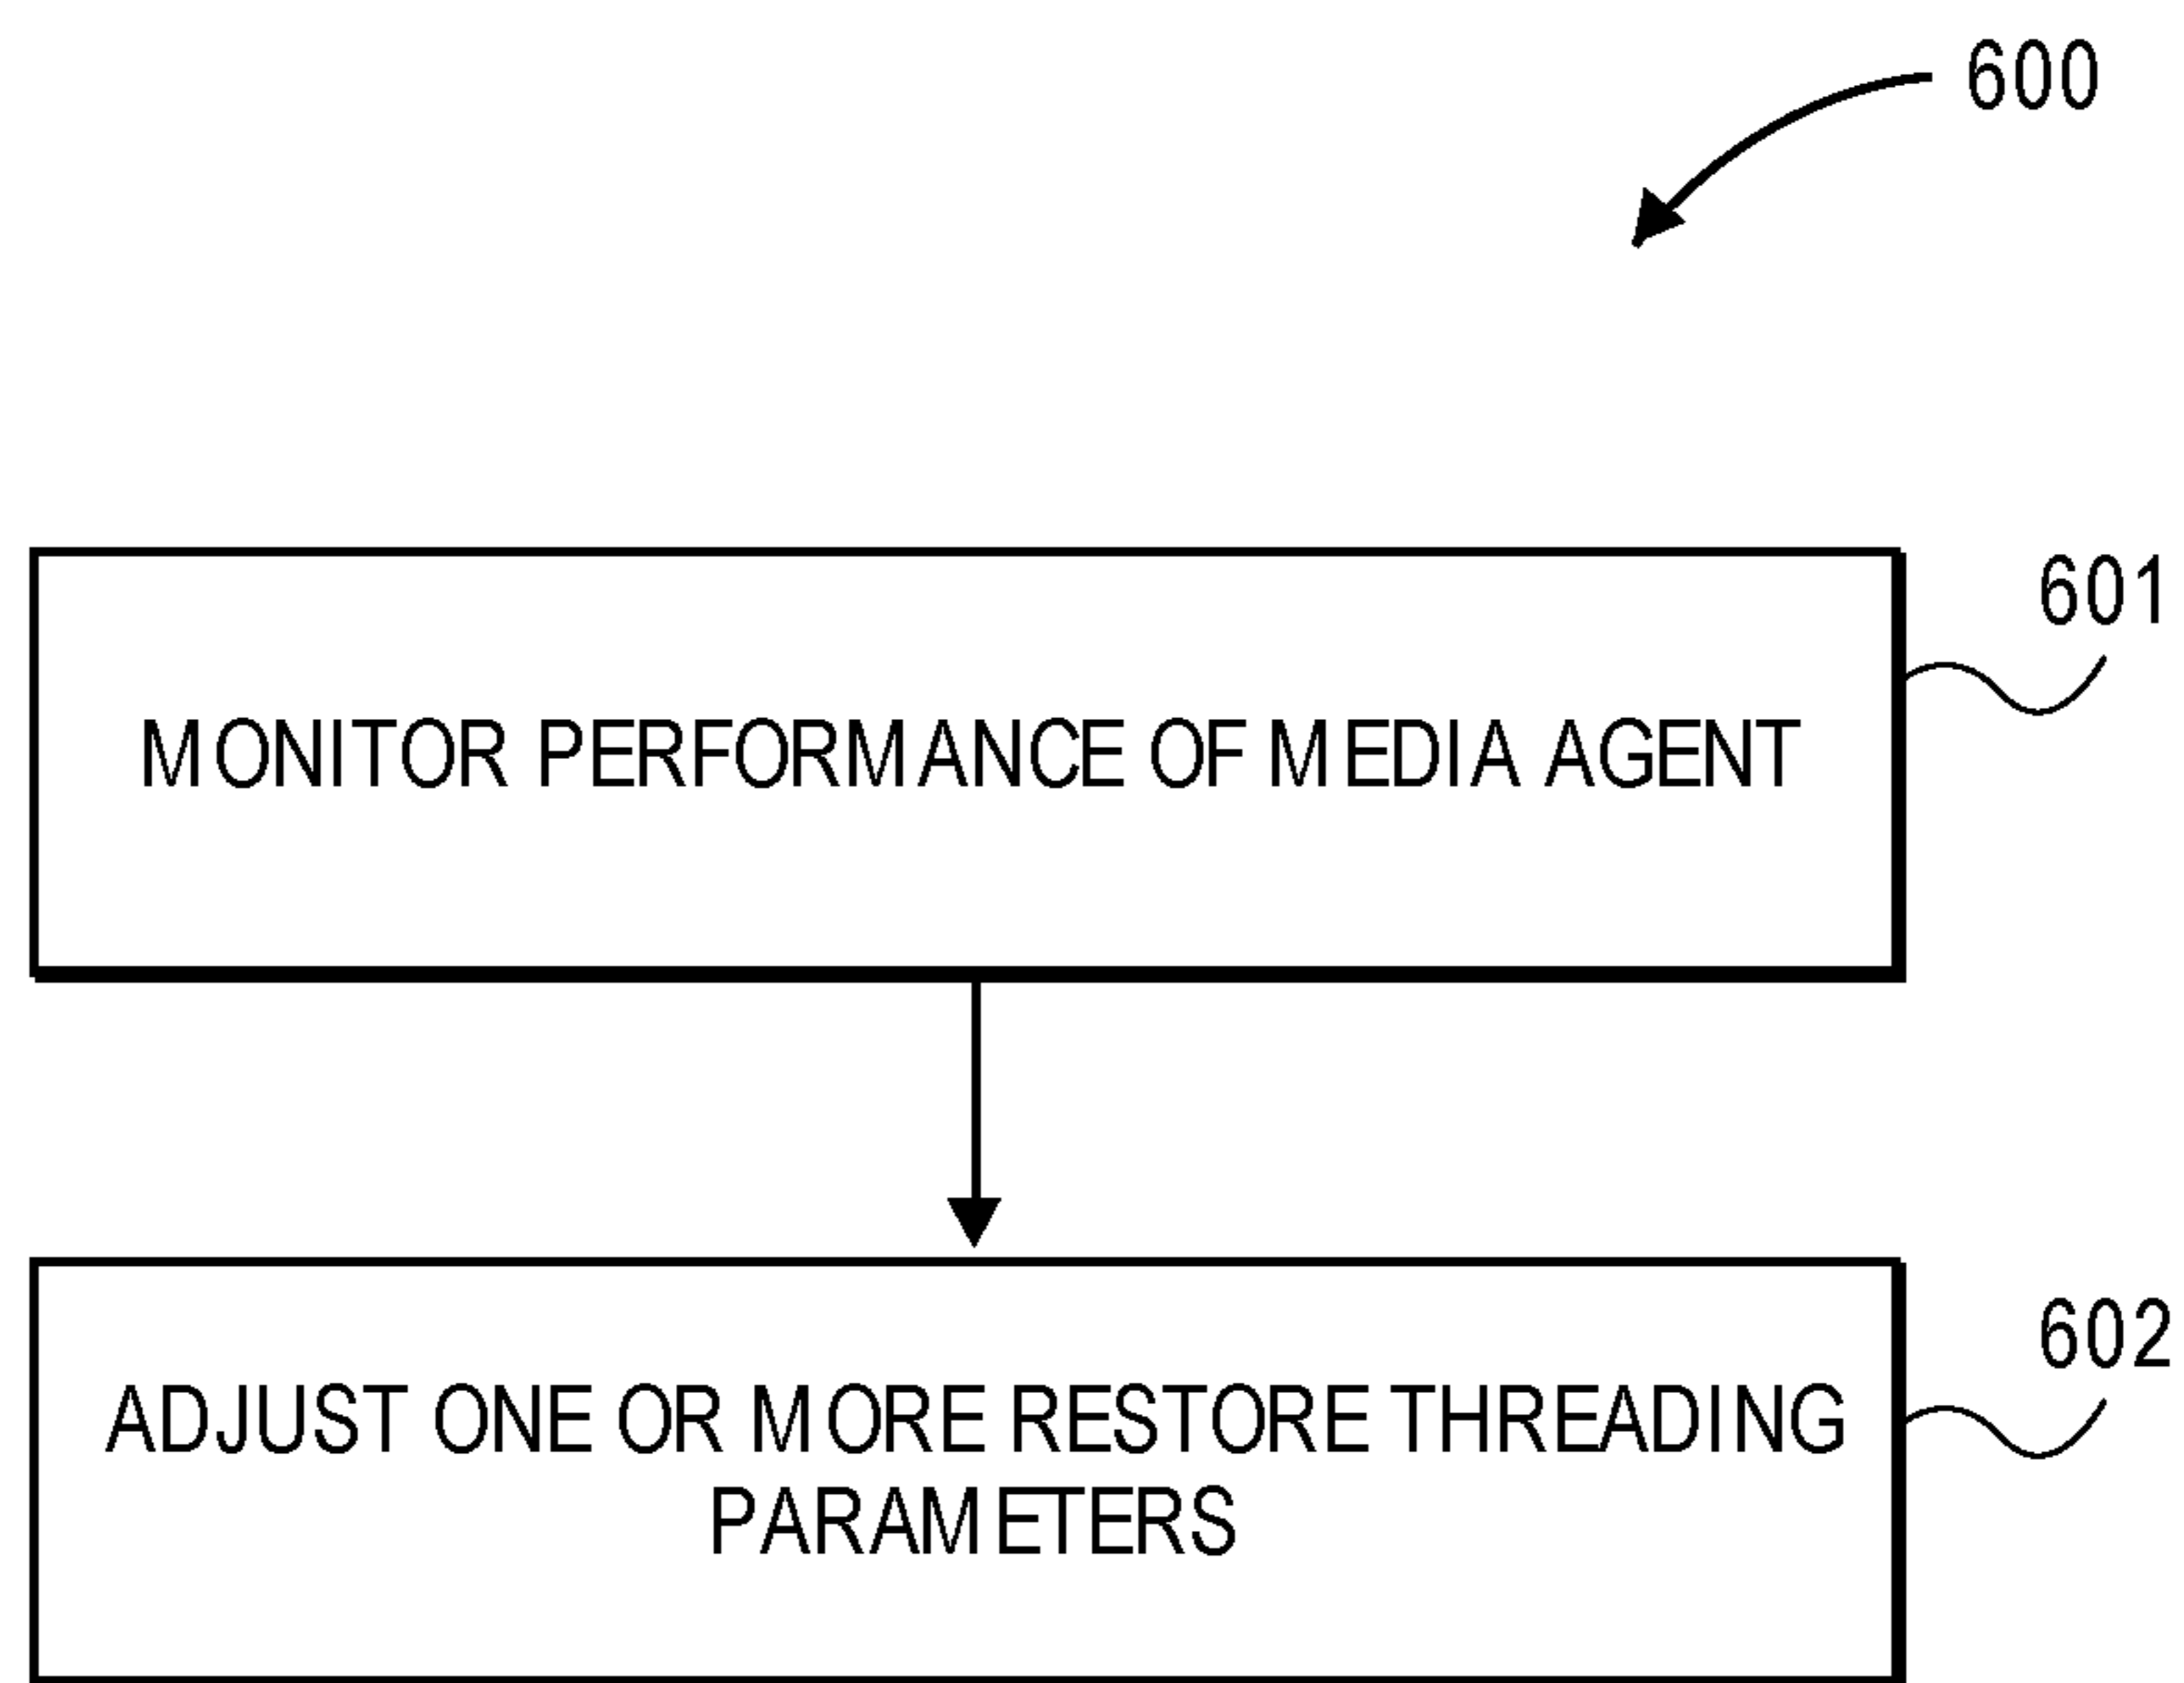 600
601
MONITOR PERFORMANCE OF MEDIA AGENT
602
ADJUST ONE OR MORE RESTORE THREADING
PARAMETERS